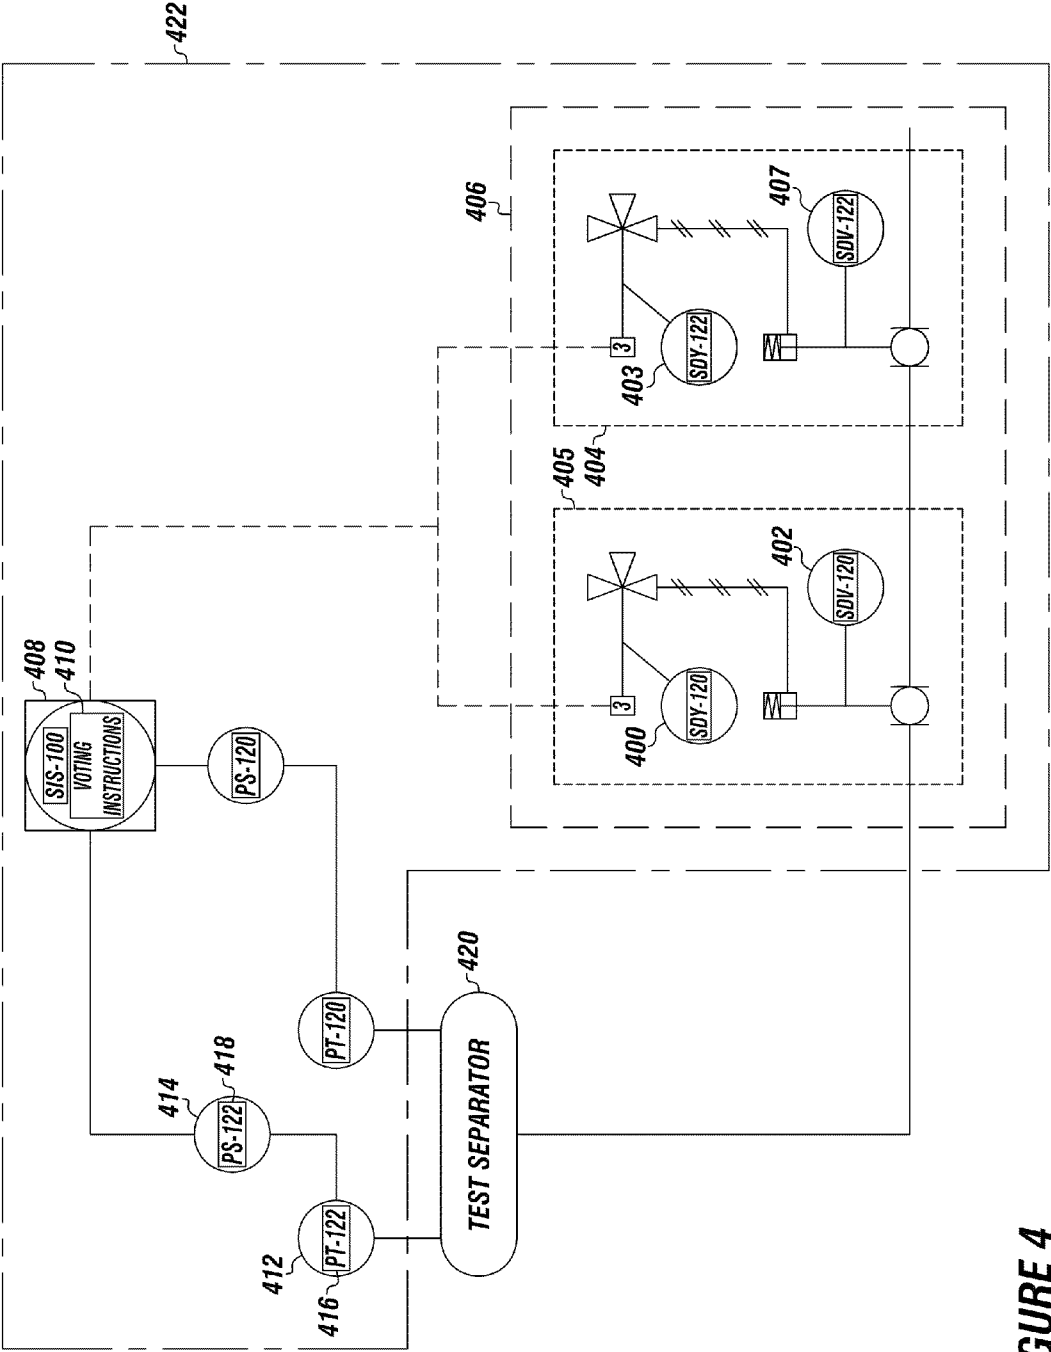 408
SIS-100
410
VOTING
INSTRUCTIONS
422
414
418
PS-122
PS-120
412
416
PT-122
PT-120
420
TEST SEPARATOR
406
405
404
3
3
400
403
SDY-120
SDY-122
402
407
SDV-120
SDV-122
GURE 4